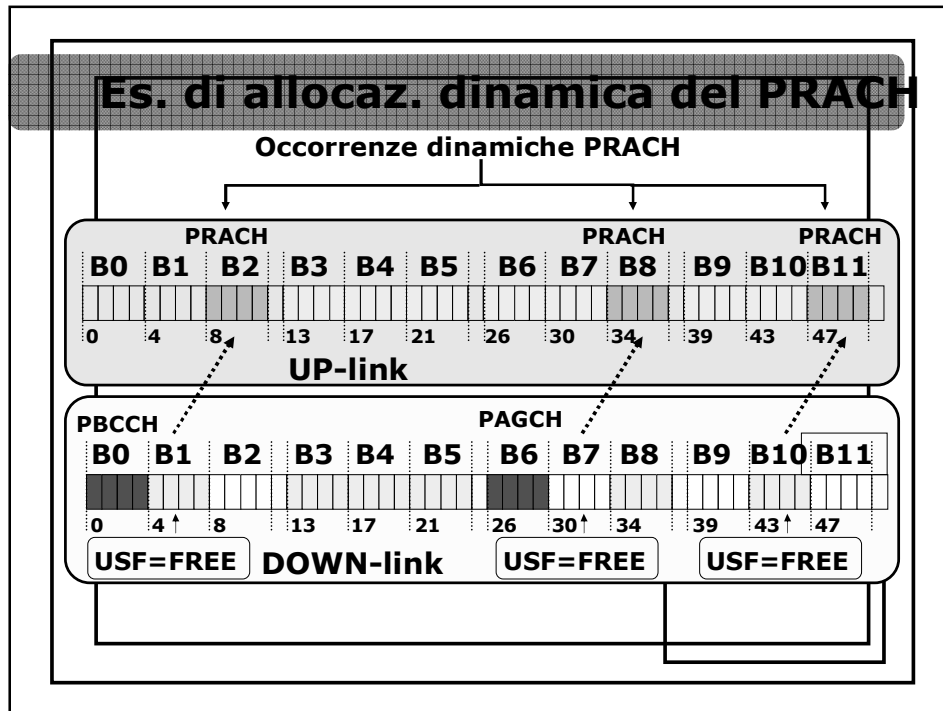 Es. di allocaz. dinamica del PRACH
Occorrenze dinamiche PRACH
PRACH PRACH PRACH
B0 B1 B2 B3 B4 B5 B6 B7 B8 B9 B10 B11
0 4 8 13 17 21 26 30 34 39 43 47
UP-link
PBCCH PAGCH
B0 B1 B2 B3 B4 B5 B6 B7 B8 B9 B10 B11
0 4 8 13 17 21 26 30 34 39 43 47
USF=FREE DOWN-link USF=FREE USF=FREE